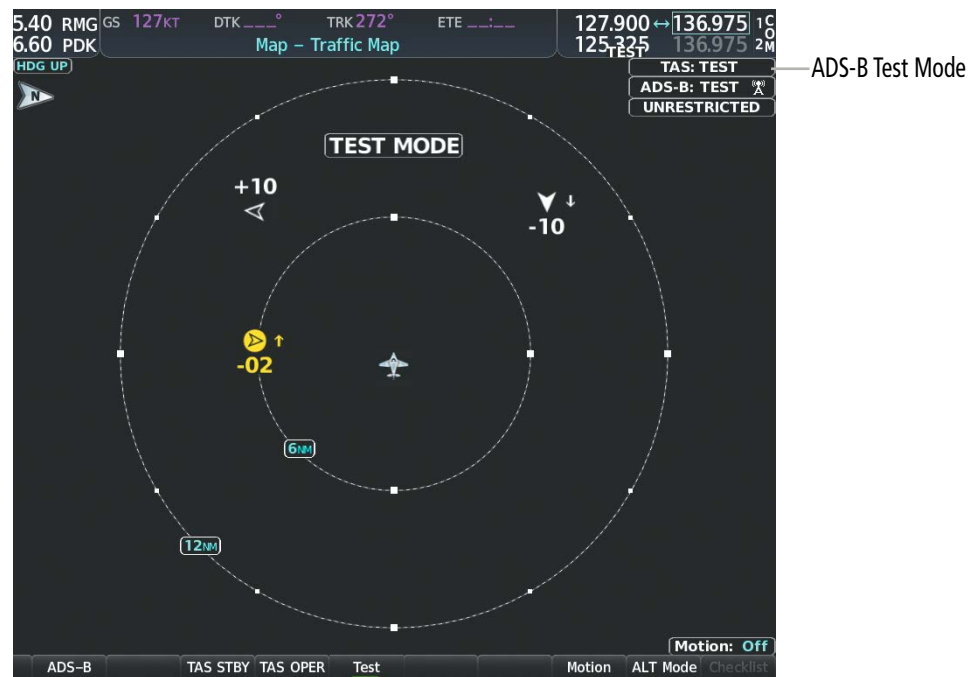 5.40 RMG GS 127KT DTK ___° TRK 272° ETE __:__ 127.900 ↔ 136.975 1 COM
6.60 PDK Map – Traffic Map 125.325 136.975 2
TEST
HDG UP
TAS: TEST
ADS-B Test Mode
N
ADS-B: TEST
UNRESTRICTED
TEST MODE
+10
↓
-10
↑
-02
6NM
12NM
Motion: Off
ADS-B TAS STBY TAS OPER Test Motion ALT Mode Checklist